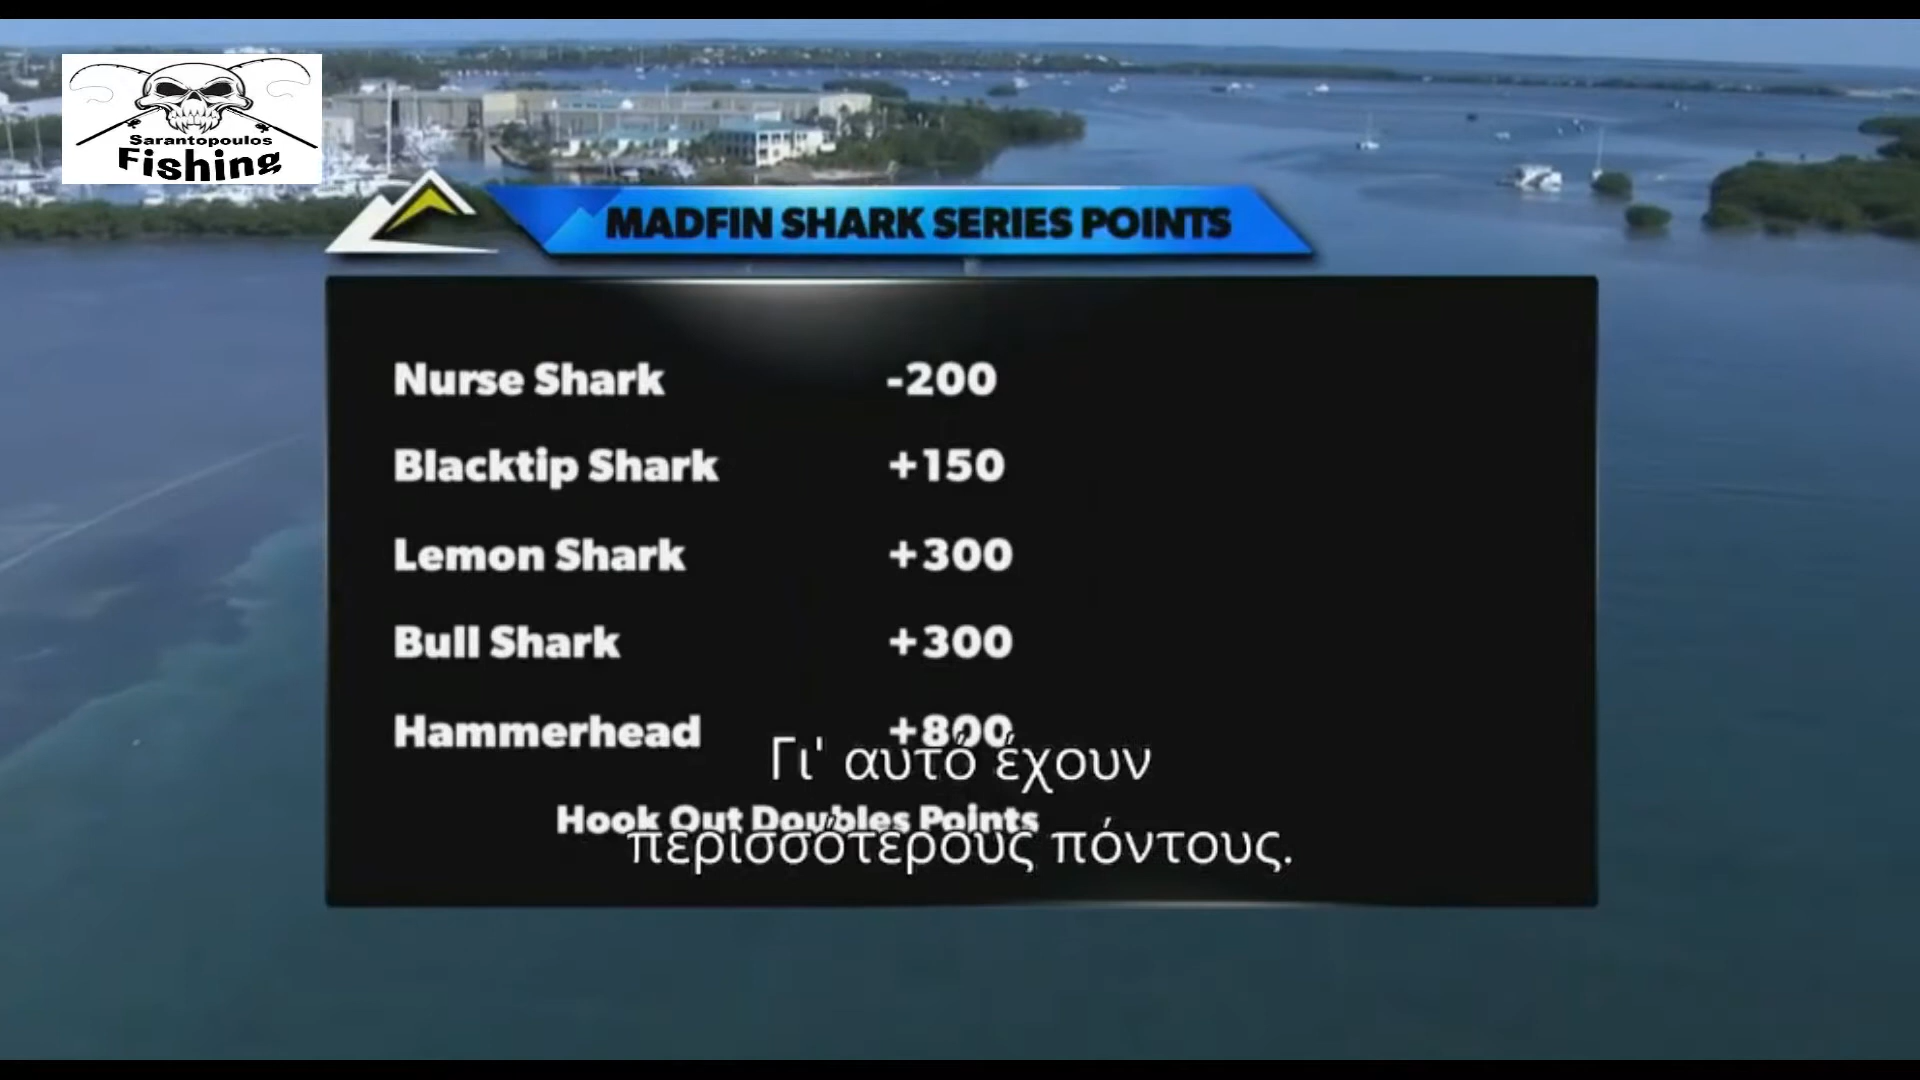 Sarantopoulos
Fishing
MADFIN SHARK SERIES POINTS
Nurse Shark -200
Blacktip Shark +150
Lemon Shark +300
Bull Shark +300
Hammerhead +800
Hook Out Doubles Points
Γι' αυτό έχουν
περισσότερους πόντους.